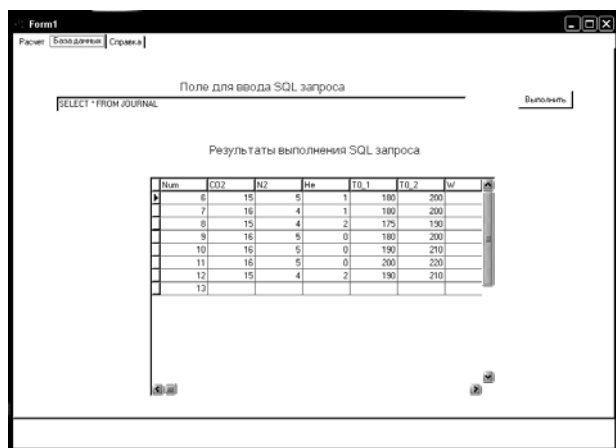 Form1
Расчет База данных Справка
Поле для ввода SQL запроса
SELECT * FROM JOURNAL
Выполнить
Результаты выполнения SQL запроса
Num CO2 N2 He T0_1 T0_2 W
6 15 5 1 180 200
7 16 4 1 180 200
8 15 4 2 175 190
9 16 5 0 180 200
10 16 5 0 190 210
11 16 5 0 200 220
12 15 4 2 190 210
13